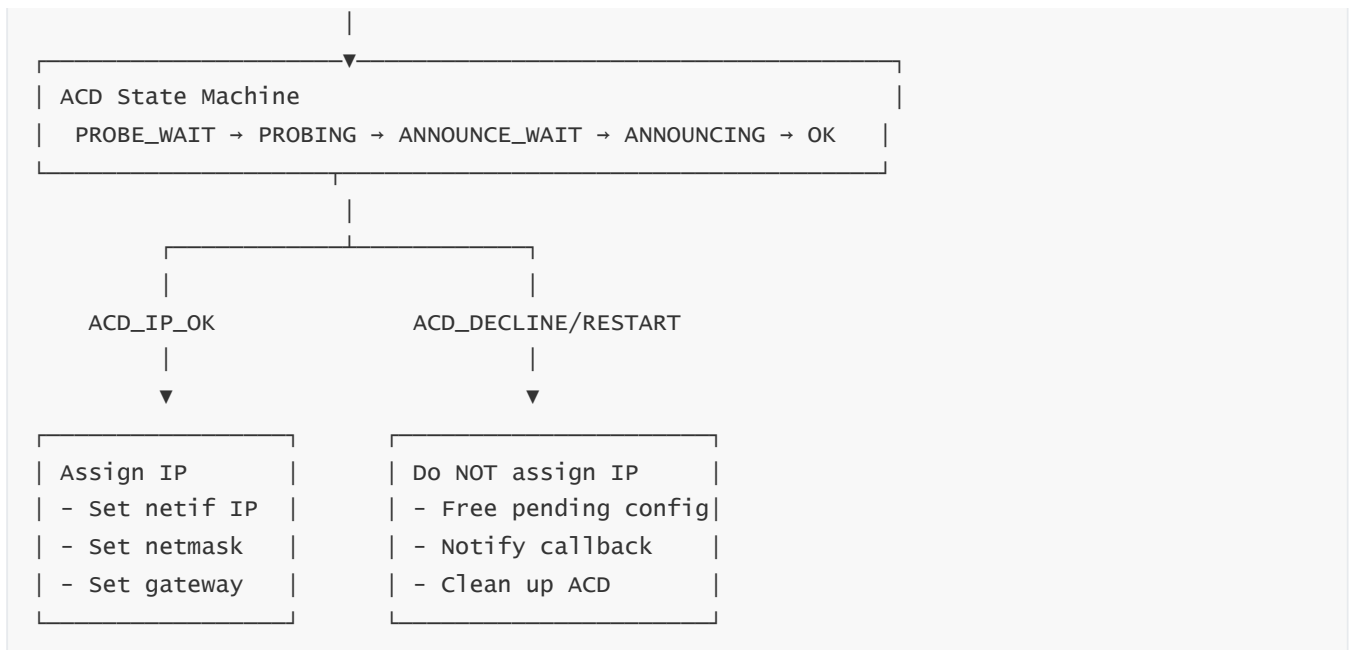 ACD State Machine
PROBE_WAIT → PROBING → ANNOUNCE_WAIT → ANNOUNCING → OK
ACD_IP_OK ACD_DECLINE/RESTART
Assign IP Do NOT assign IP
- Set netif IP - Free pending config
- Set netmask - Notify callback
- Set gateway - Clean up ACD